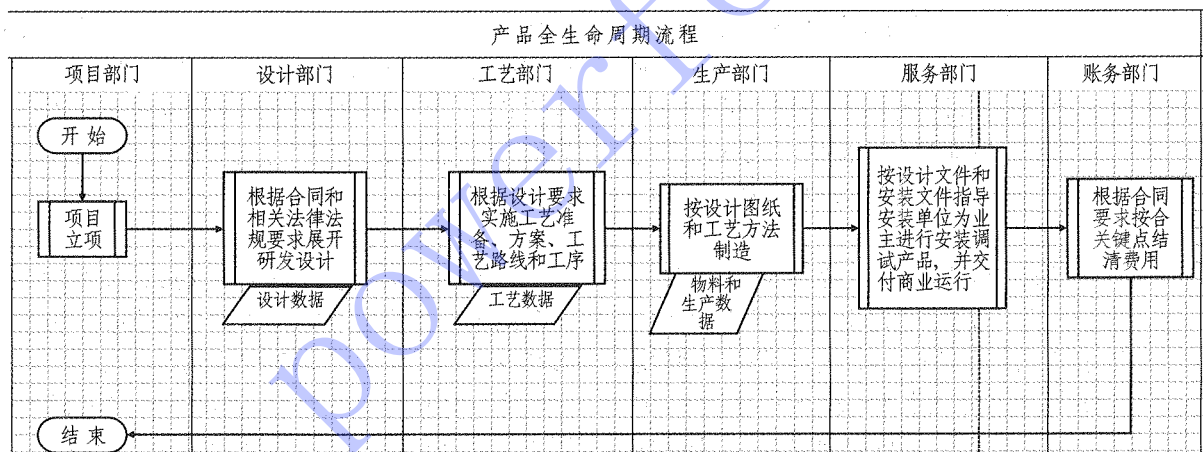 产品全生命周期流程
项目部门
设计部门
工艺部门
生产部门
服务部门
账务部门
开始
项目
立项
根据合同和
相关法律法
规要求展开
研发设计
设计数据
根据设计要求
实施工艺准
备、方案、工
艺路线和工序
工艺数据
按设计图纸
和工艺方法
制造
物料和
生产数
据
按设计文件和
安装文件指导
安装单位为业
主进行安装调
试产品，并交
付商业运行
根据合同
要求按合
关键点结
清费用
结束
powerfo